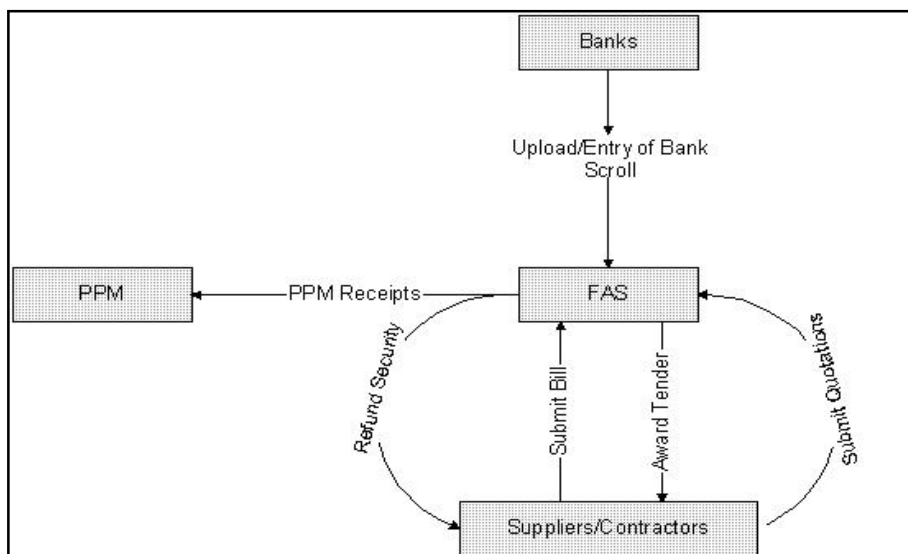 Banks
Upload/Entry of Bank
Scroll
PPM
PPM Receipts
FAS
Refund Security
Submit Bill
Award Tender
Submit Quotations
Suppliers/Contractors